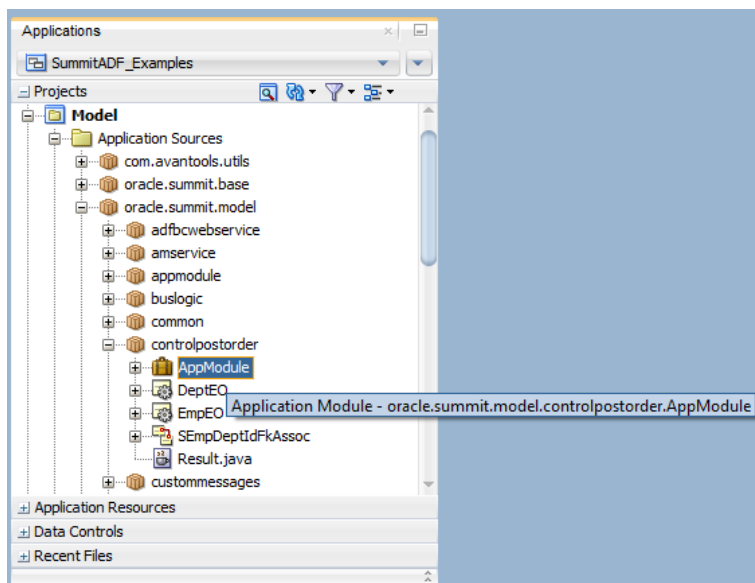 Applications
SummitADF_Examples
Projects
Model
Application Sources
com.avantools.utils
oracle.summit.base
oracle.summit.model
adfbcwebservice
amservice
appmodule
buslogic
common
controlpostorder
AppModule
DeptEO
EmpEO
Application Module - oracle.summit.model.controlpostorder.AppModule
SEmpDeptIdFkAssoc
Result.java
custommessages
Application Resources
Data Controls
Recent Files